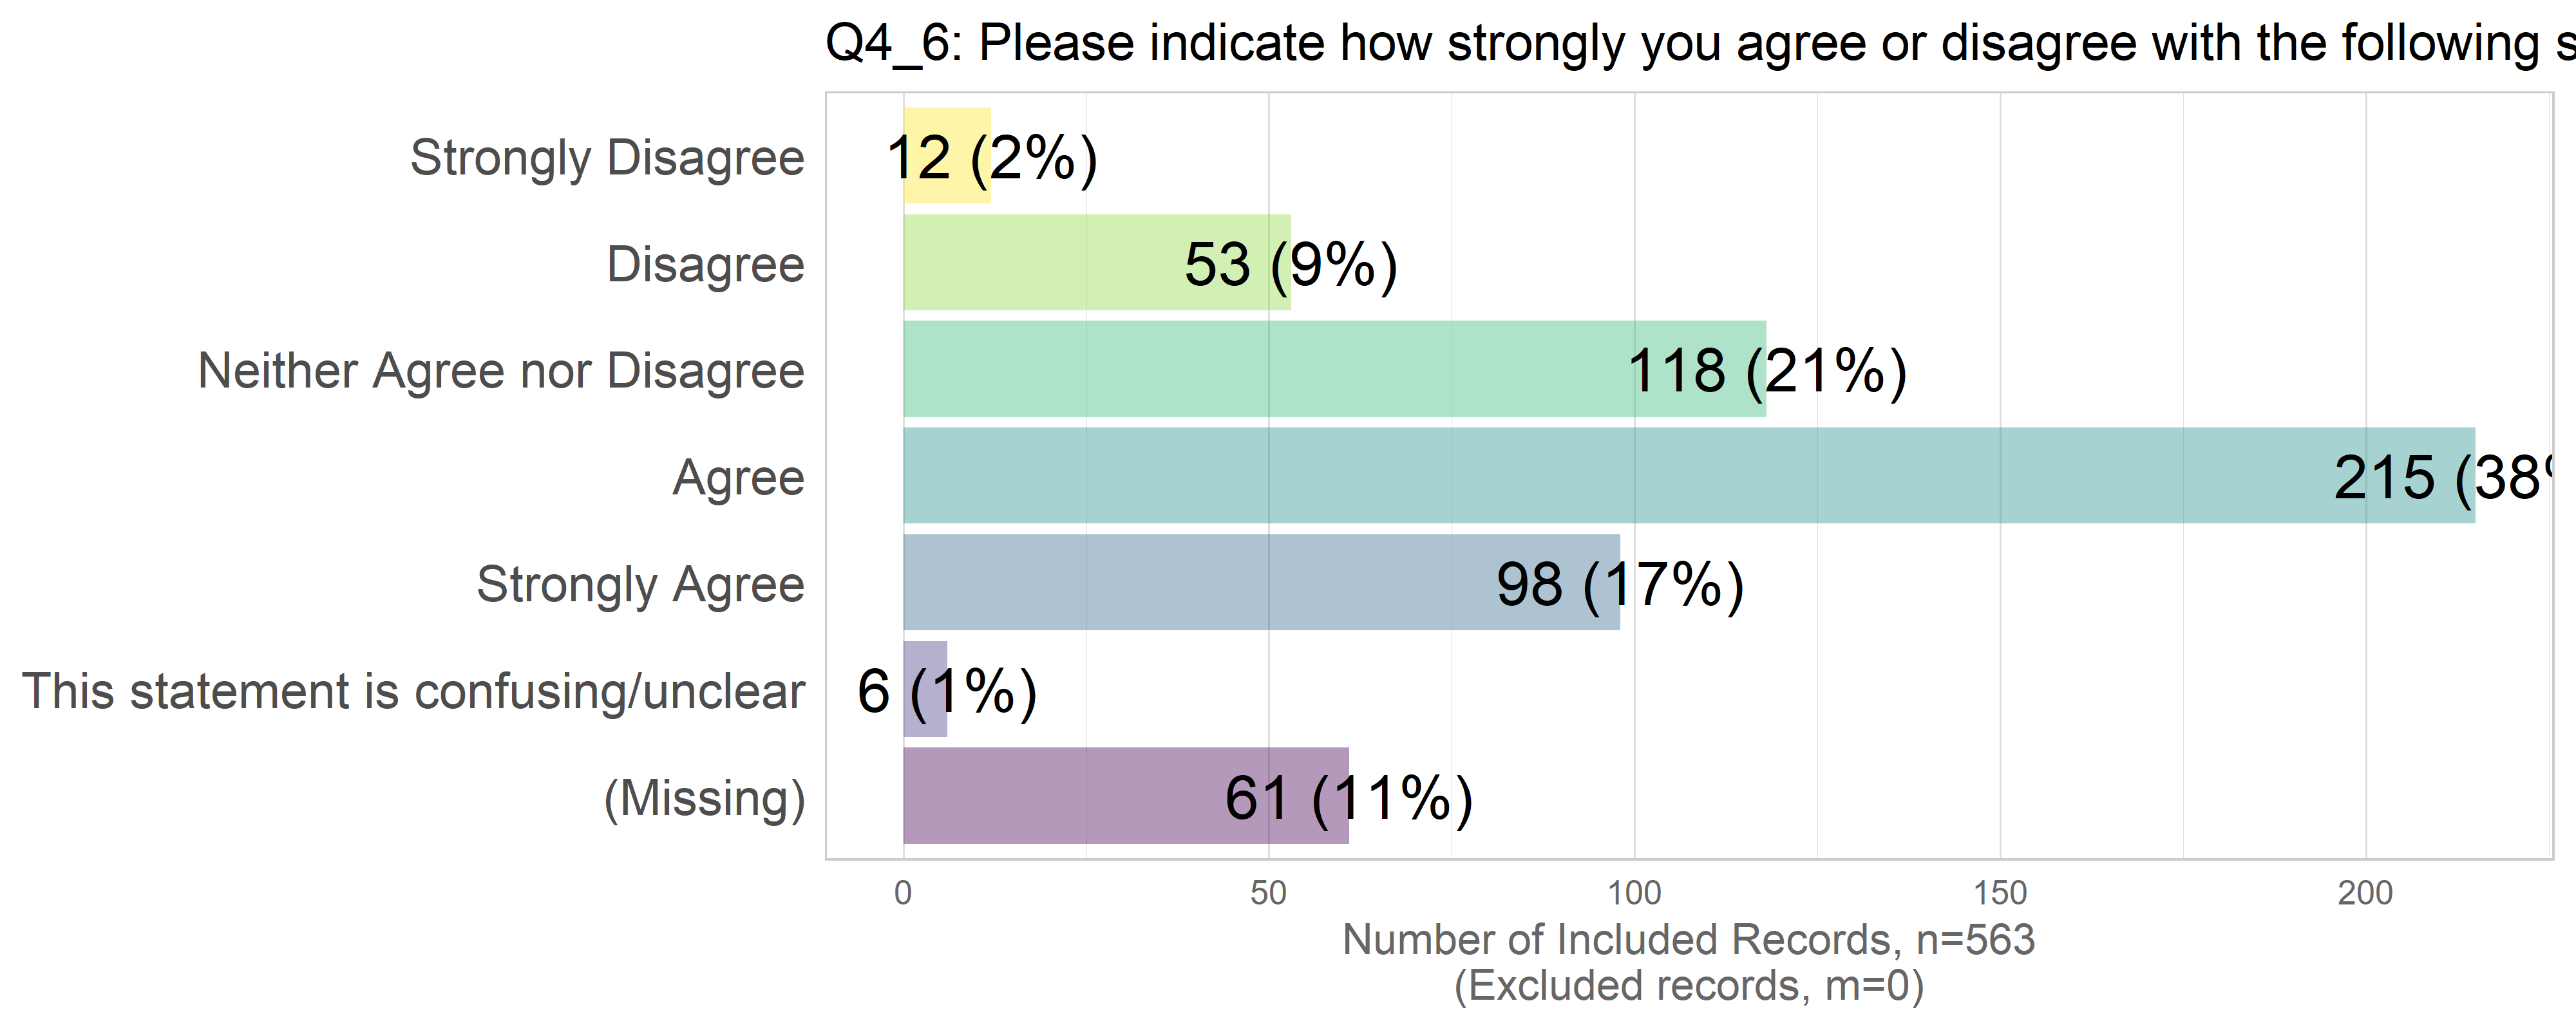 Q4_6: Please indicate how strongly you agree or disagree with the following s
Strongly Disagree 12 (2%)
Disagree 53 (9%)
Neither Agree nor Disagree 118 (21%)
Agree 215 (38%
Strongly Agree 98 (17%)
This statement is confusing/unclear 6 (1%)
(Missing) 61 (11%)
0 50 100 150 200
Number of Included Records, n=563
(Excluded records, m=0)